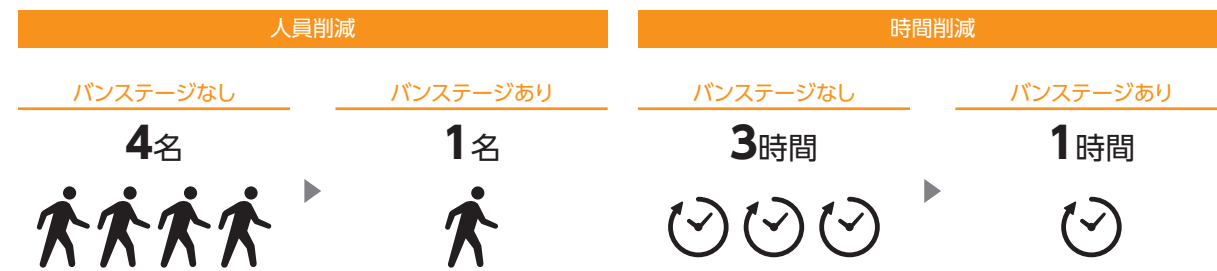 人員削減
バンステージなし
4名
バンステージあり
1名
時間削減
バンステージなし
3時間
バンステージあり
1時間